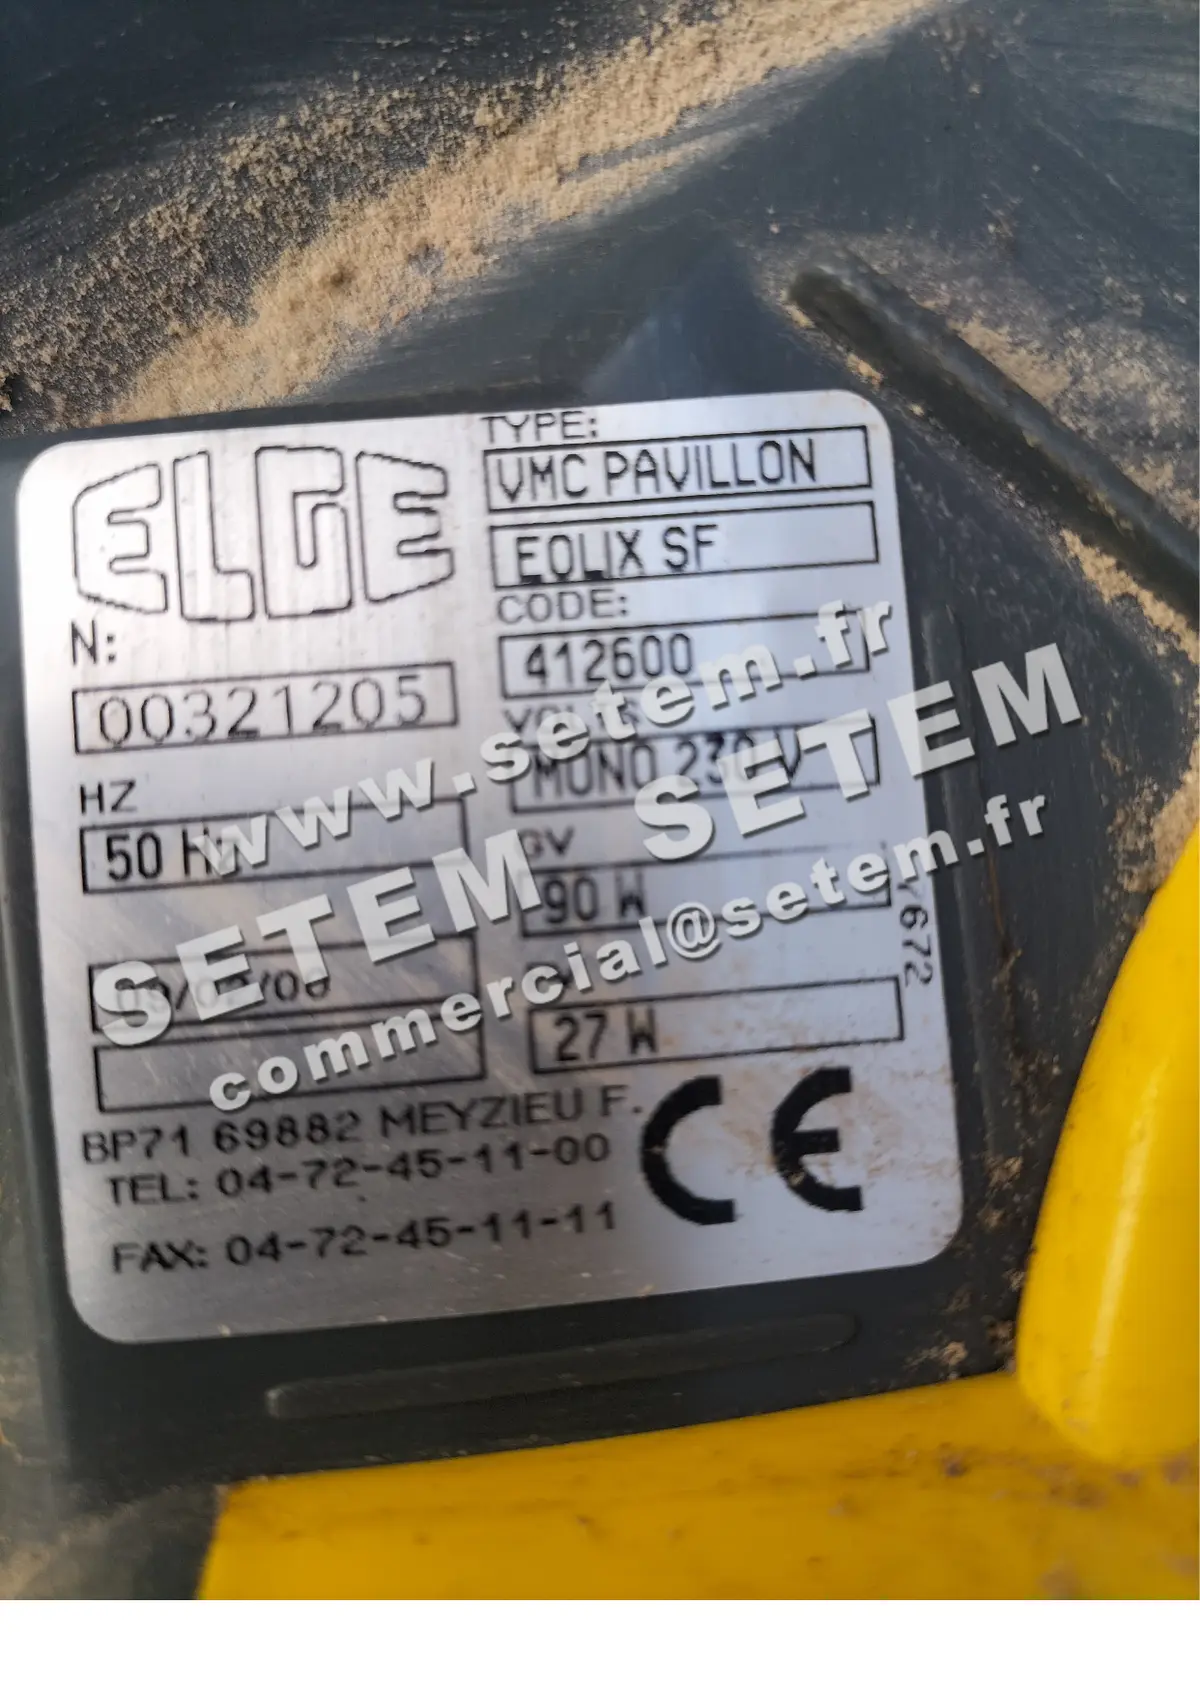 ELGE
TYPE:
VMC PAVILLON
EOLIX SF
CODE:
412600
N:
00321205
VOLTS
MONO 230 V
HZ
50 Hz
GV
90 W
27 W
Y672
BP71 69882 MEYZIEU F.
TEL: 04-72-45-11-00
FAX: 04-72-45-11-11
CE
www.setem.fr
SETEM SETEM
commercial@setem.fr